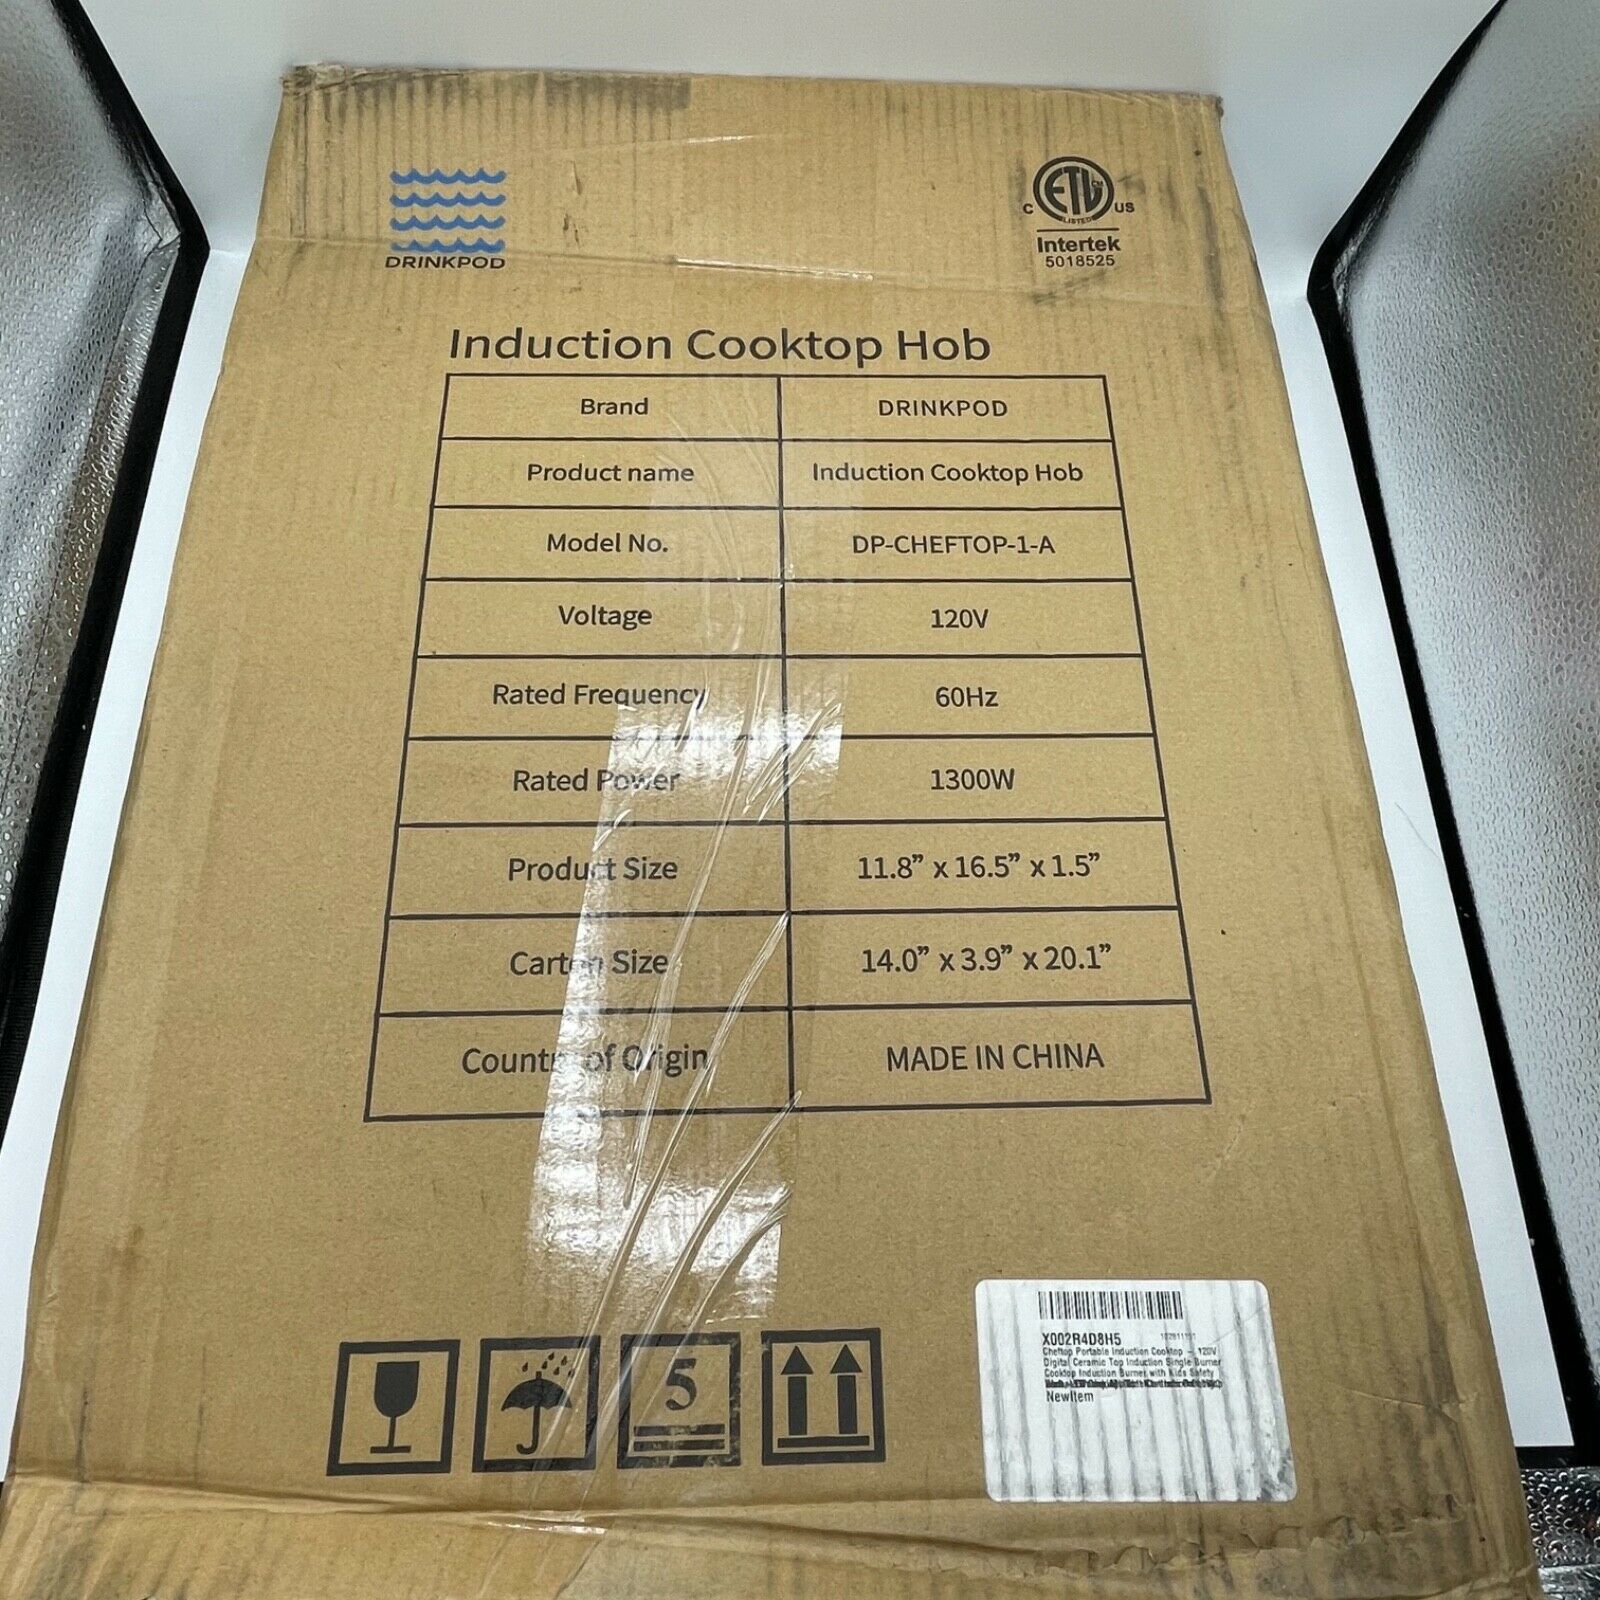 DRINKPOD
ETL
CM
LISTED
C US
Intertek
5018525
Induction Cooktop Hob
Brand DRINKPOD
Product name Induction Cooktop Hob
Model No. DP-CHEFTOP-1-A
Voltage 120V
Rated Frequency 60Hz
Rated Power 1300W
Product Size 11.8” x 16.5” x 1.5”
Carton Size 14.0” x 3.9” x 20.1”
Country of Origin MADE IN CHINA
5
X002R4D8H5
Cheftop Portable Induction Cooktop - 120V
Digital Ceramic Top Induction Single Burner
Cooktop Induction Burner with Kids Safety
NewItem